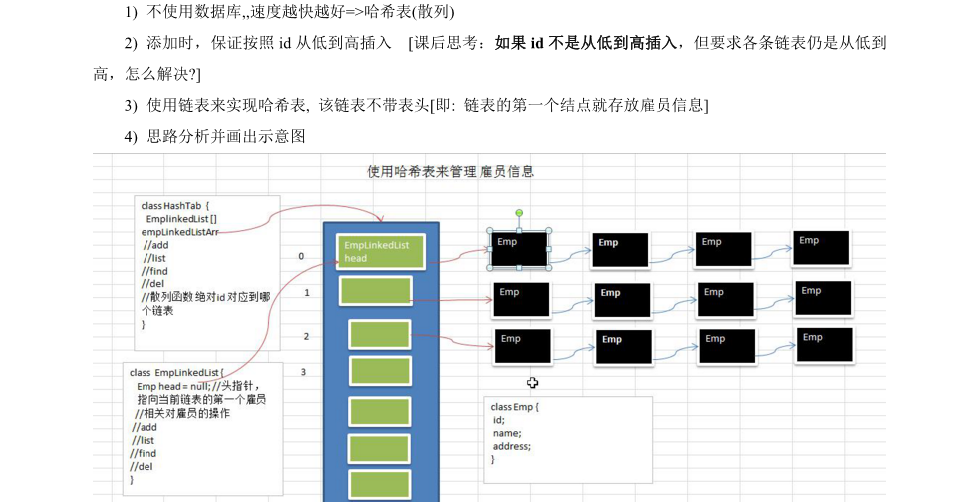 1) 不使用数据库,,速度越快越好=>哈希表(散列)
2) 添加时，保证按照 id 从低到高插入 [课后思考：如果 id 不是从低到高插入，但要求各条链表仍是从低到
高，怎么解决?]
3) 使用链表来实现哈希表, 该链表不带表头[即: 链表的第一个结点就存放雇员信息]
4) 思路分析并画出示意图
使用哈希表来管理 雇员信息
class HashTab {
EmplinkedList []
empLinkedListArr
//add
//list
//find
//del
//散列函数 绝对id 对应到哪
个链表
}
class EmpLinkedList {
Emp head = null; //头指针，
指向当前链表的第一个雇员
//相关对雇员的操作
//add
//list
//find
//del
}
0
1
2
3
EmpLinkedList
head
Emp
Emp
Emp
Emp
Emp
Emp
Emp
Emp
Emp
Emp
Emp
Emp
class Emp {
id;
name;
address;
}